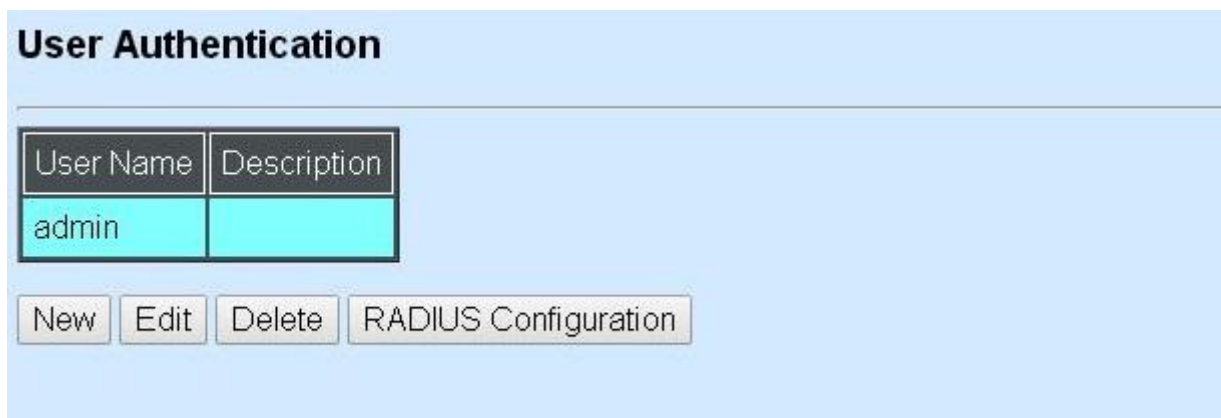 User Authentication
User Name Description
admin
New Edit Delete RADIUS Configuration